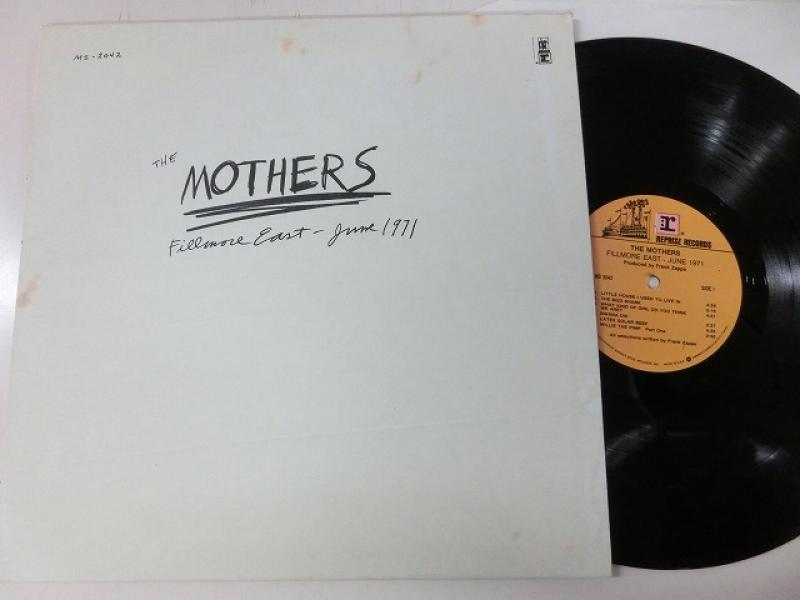 MS-2042
THE
MOTHERS
Fillmore East - June 1971
REPRISE RECORDS
THE MOTHERS
FILLMORE EAST - JUNE 1971
Produced by Frank Zappa
SIDE 1
LITTLE HOUSE I USED TO LIVE IN
THE MUD SHARK
WHAT KIND OF GIRL DO YOU THINK
WE ARE?
BWANA DIK
LATEX SOLAR BEEF
WILLIE THE PIMP Part One
All selections written by Frank Zappa